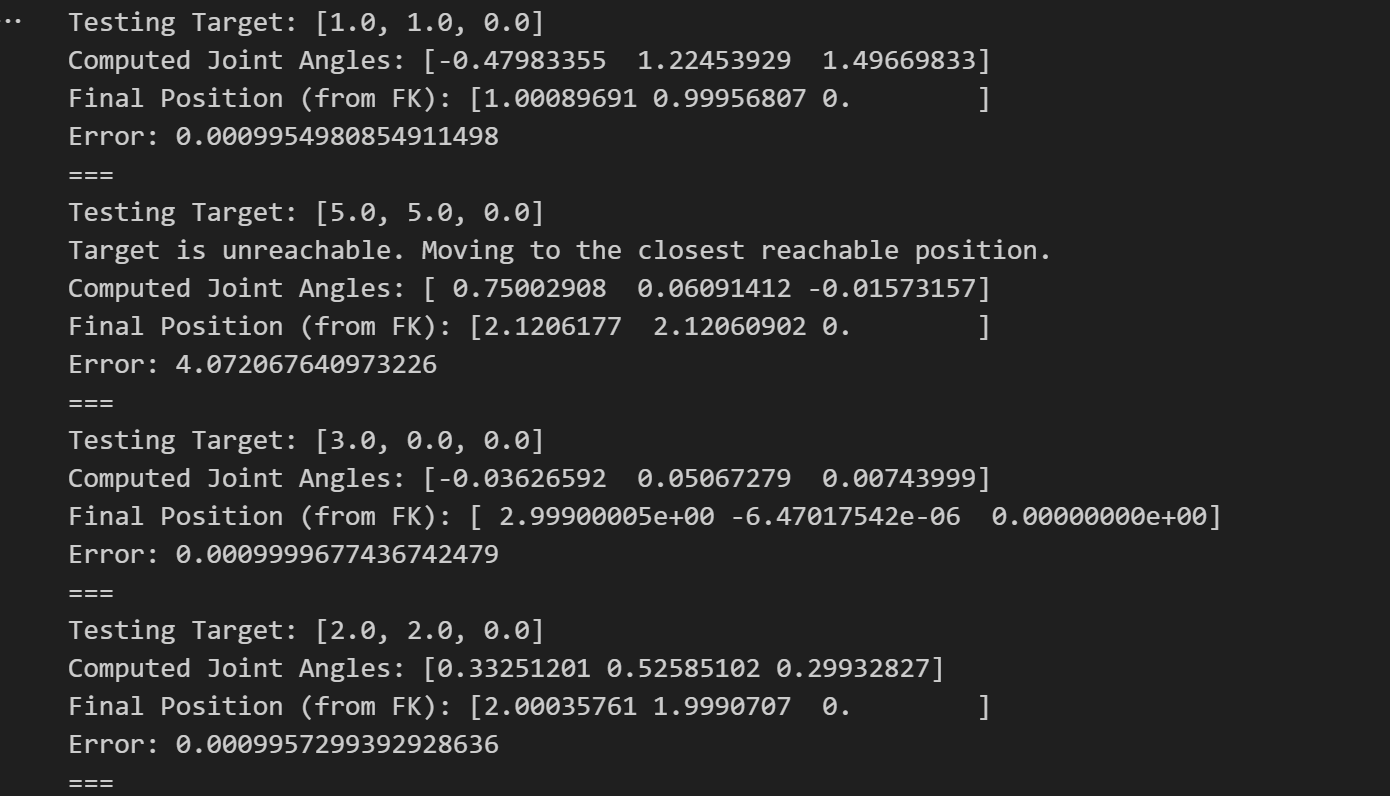 Testing Target: [1.0, 1.0, 0.0]
Computed Joint Angles: [-0.47983355  1.22453929  1.49669833]
Final Position (from FK): [1.00089691 0.99956807 0.        ]
Error: 0.0009954980854911498
===
Testing Target: [5.0, 5.0, 0.0]
Target is unreachable. Moving to the closest reachable position.
Computed Joint Angles: [ 0.75002908  0.06091412 -0.01573157]
Final Position (from FK): [2.1206177  2.12060902 0.        ]
Error: 4.072067640973226
===
Testing Target: [3.0, 0.0, 0.0]
Computed Joint Angles: [-0.03626592  0.05067279  0.00743999]
Final Position (from FK): [ 2.99900005e+00 -6.47017542e-06  0.00000000e+00]
Error: 0.0009999677436742479
===
Testing Target: [2.0, 2.0, 0.0]
Computed Joint Angles: [0.33251201 0.52585102 0.29932827]
Final Position (from FK): [2.00035761 1.9990707  0.        ]
Error: 0.0009957299392928636
===